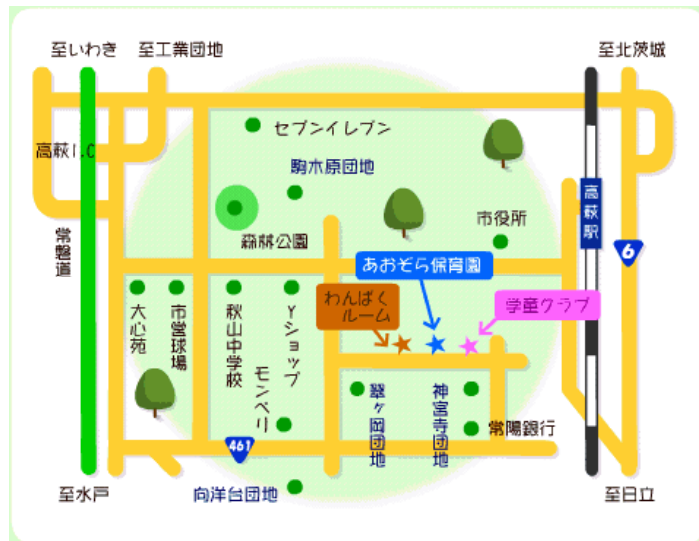 至いわき
至工業団地
至北茨城
セブンイレブン
高萩I.C
駒木原団地
高萩駅
市役所
森林公園
常磐道
6
あおぞら保育園
わんぱく
ルーム
学童クラブ
大心苑
市営球場
秋山中学校
Yショップ
モンペリ
翠ヶ岡団地
神宮寺団地
常陽銀行
461
至水戸
向洋台団地
至日立